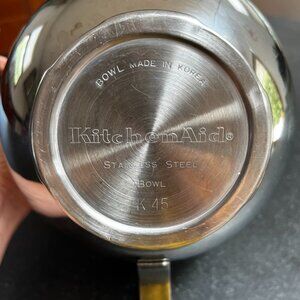 BOWL MADE IN KOREA
KitchenAid®
STAINLESS STEEL
BOWL
K 45